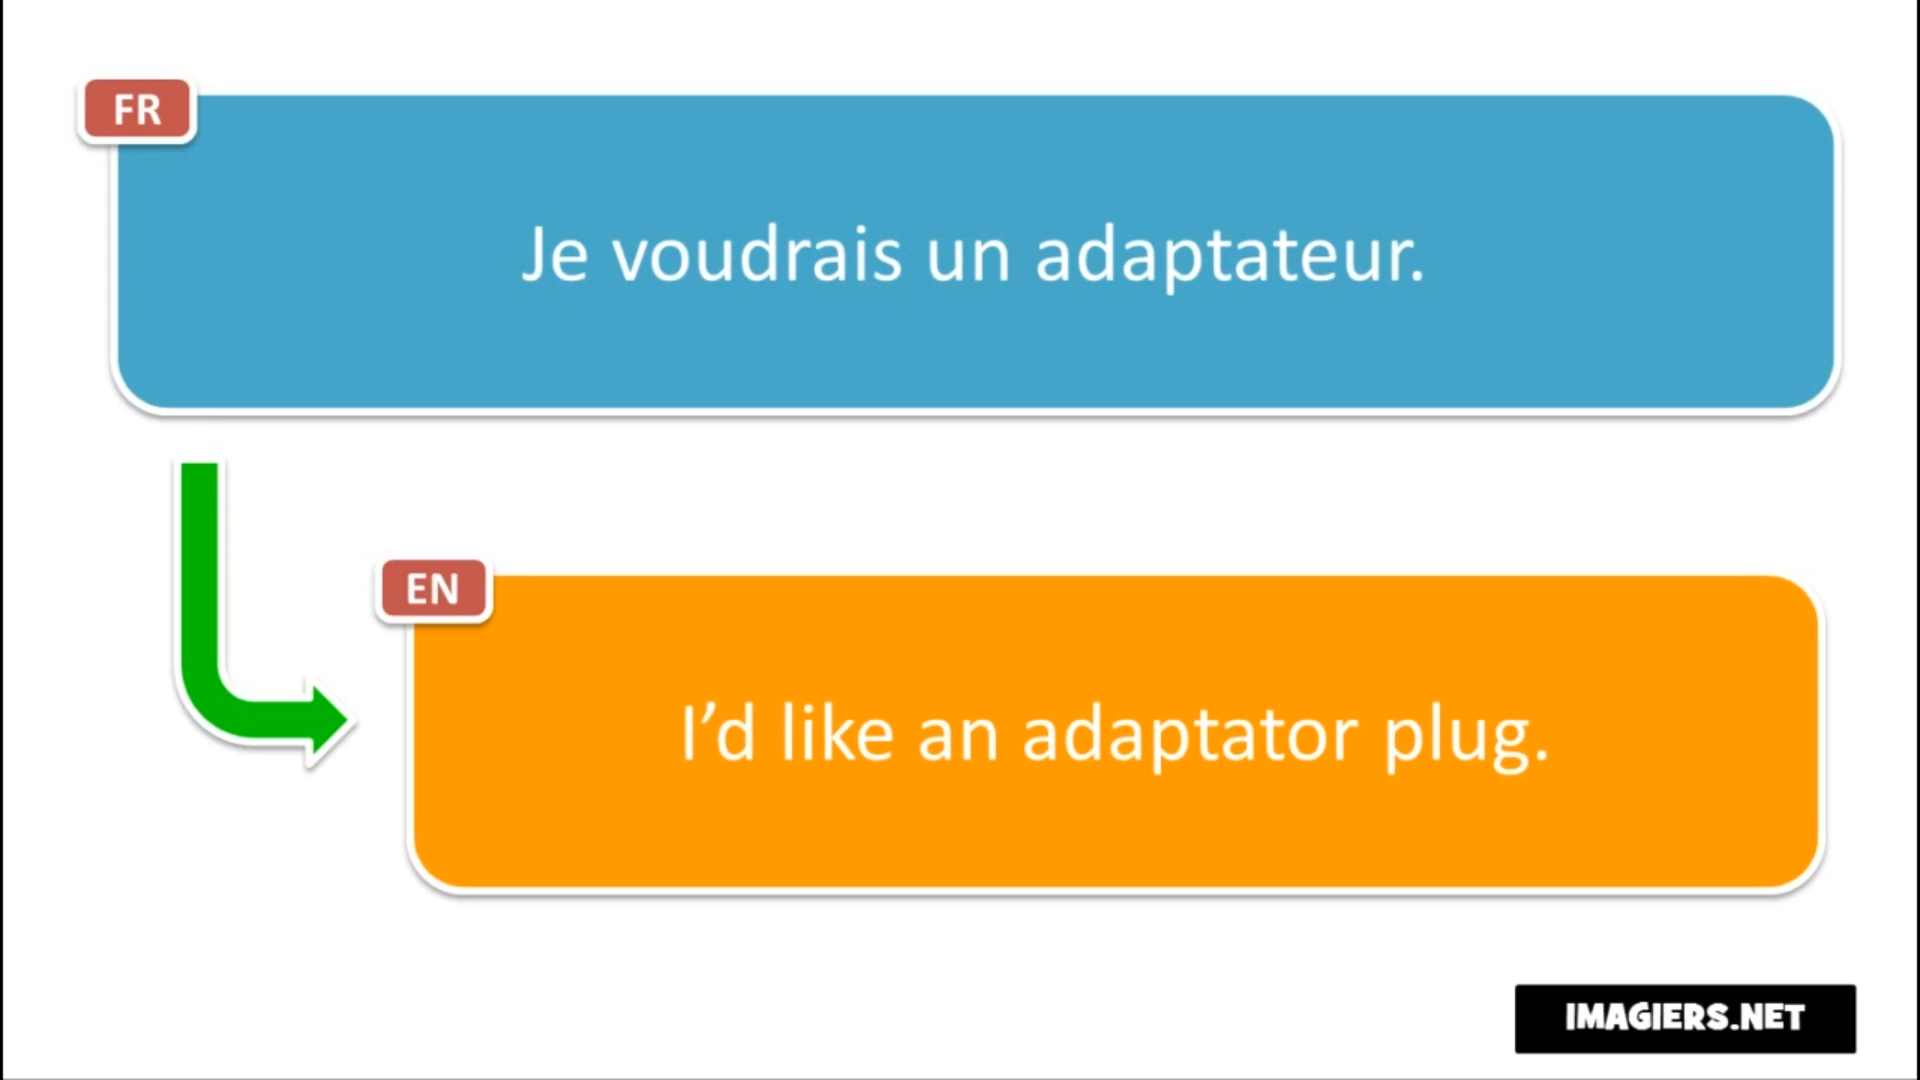 FR
Je voudrais un adaptateur.
EN
I’d like an adaptator plug.
IMAGIERS.NET